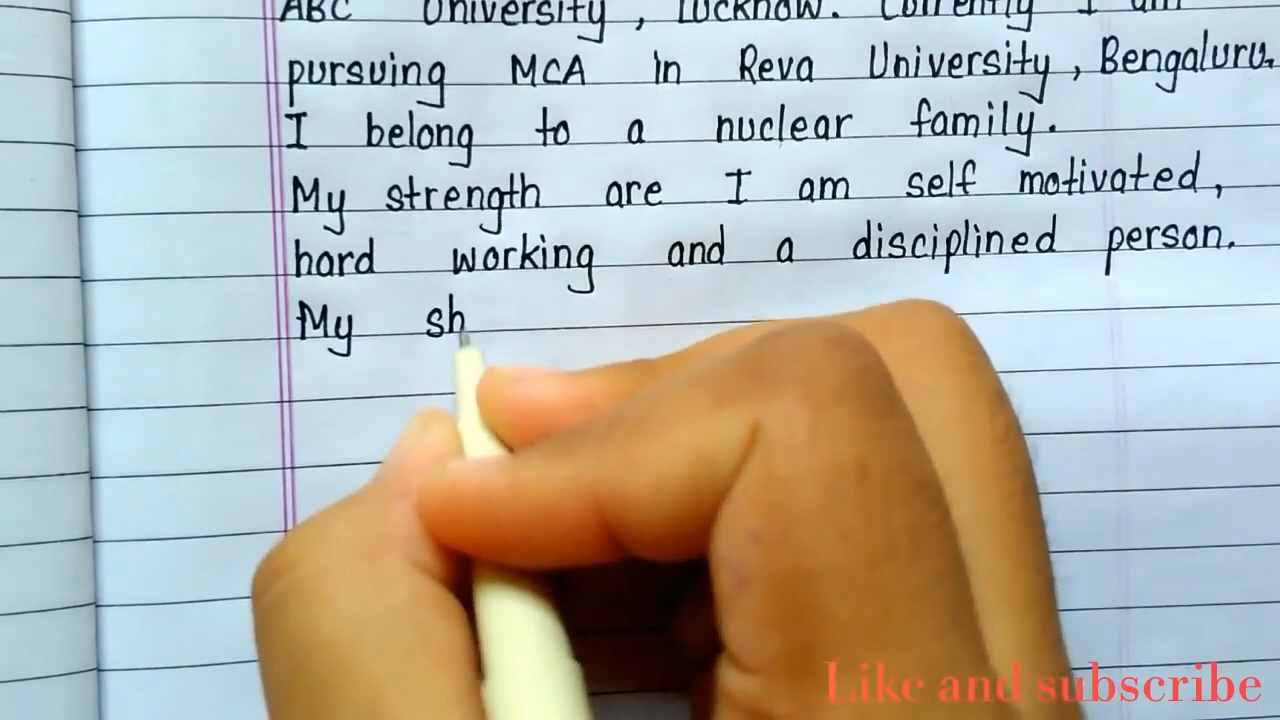 ABC University, Lucknow. Currently I am
pursuing MCA in Reva University, Bengaluru.
I belong to a nuclear family.
My strength are I am self motivated,
hard working and a disciplined person.
My sh
Like and subscribe